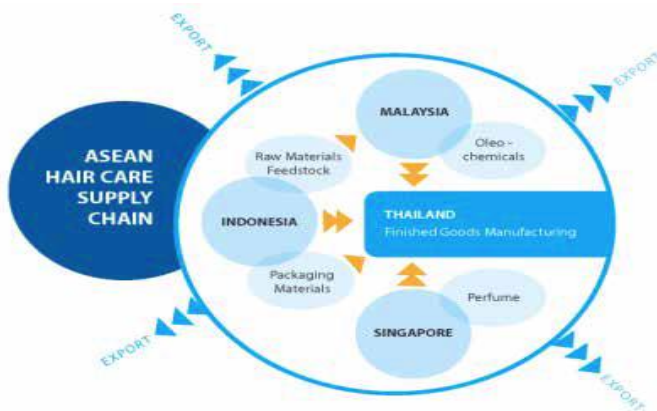 EXPORT
EXPORT
ASEAN
HAIR CARE
SUPPLY
CHAIN
MALAYSIA
Oleo -
chemicals
Raw Materials
Feedstock
INDONESIA
THAILAND
Finished Goods Manufacturing
Packaging
Materials
Perfume
SINGAPORE
EXPORT
EXPORT